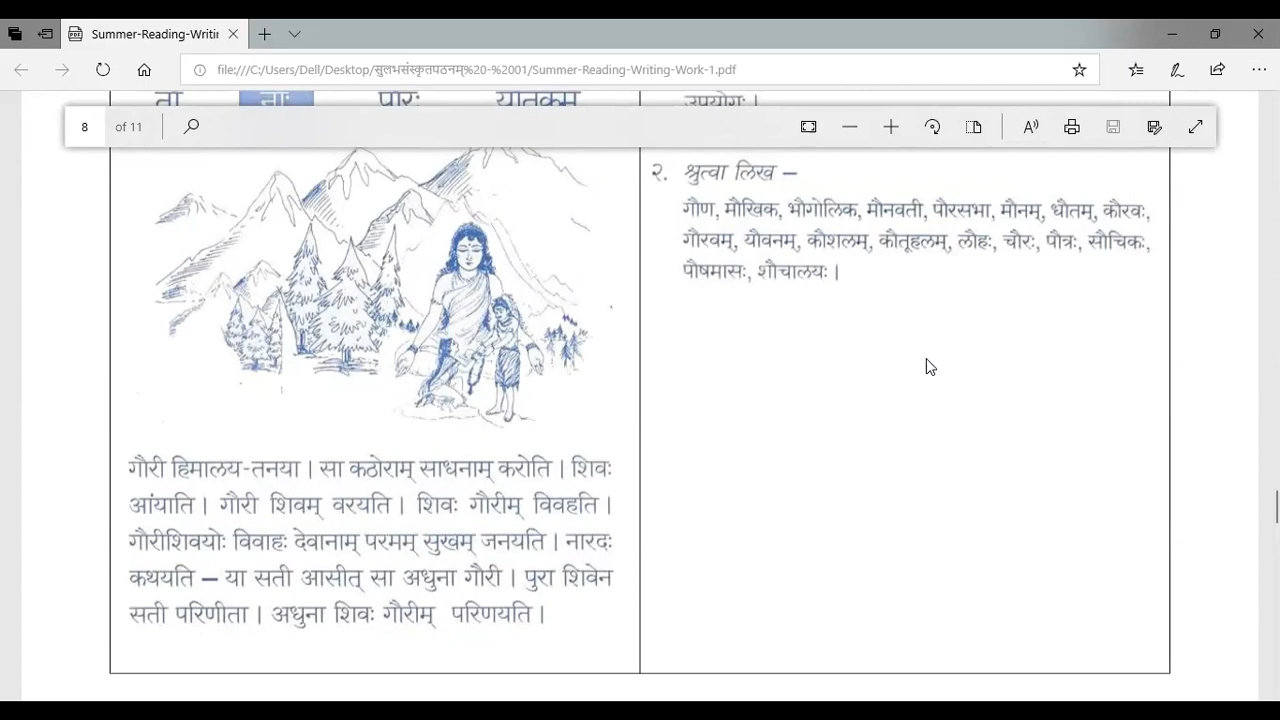 Summer-Reading-Writin
file:///C:/Users/Dell/Desktop/सुलभसंस्कृतपठनम्%20-%2001/Summer-Reading-Writing-Work-1.pdf
8 of 11
उपयोगः ।
२. श्रुत्वा लिख –
गौण, मौखिक, भौगोलिक, मौनवती, पौरसभा, मौनम्, धौतम्, कौरवः,
गौरवम्, यौवनम्, कौशलम्, कौतूहलम्, लौहः, चौरः, पौत्रः, सौचिकः,
पौषमासः, शौचालयः ।
गौरी हिमालय-तनया । सा कठोराम् साधनाम् करोति । शिवः
आंयाति । गौरी शिवम् वरयति । शिवः गौरीम् विवहति ।
गौरीशिवयोः विवाहः देवानाम् परमम् सुखम् जनयति । नारदः
कथयति – या सती आसीत् सा अधुना गौरी । पुरा शिवेन
सती परिणीता । अधुना शिवः गौरीम् परिणयति ।